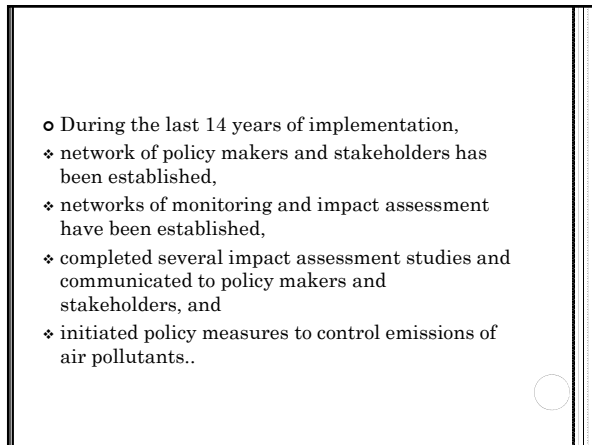 During the last 14 years of implementation,
network of policy makers and stakeholders has
been established,
networks of monitoring and impact assessment
have been established,
completed several impact assessment studies and
communicated to policy makers and
stakeholders, and
initiated policy measures to control emissions of
air pollutants..